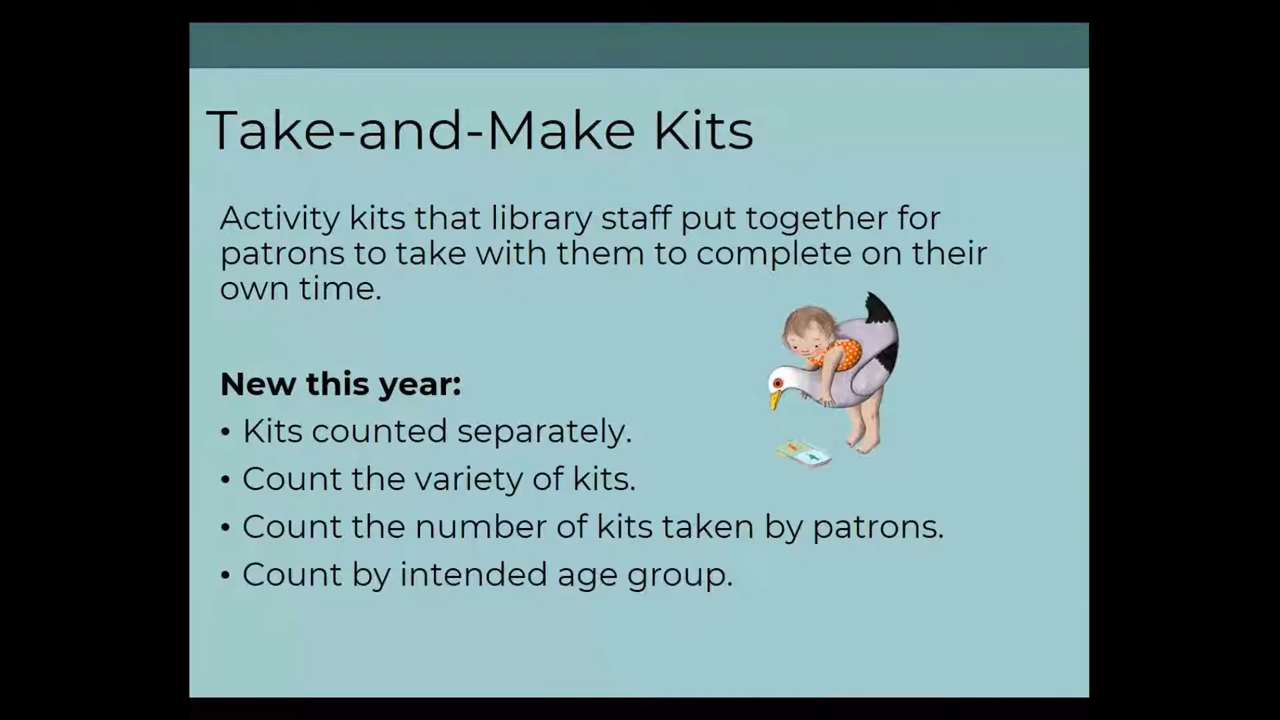 Take-and-Make Kits
Activity kits that library staff put together for
patrons to take with them to complete on their
own time.
New this year:
• Kits counted separately.
• Count the variety of kits.
• Count the number of kits taken by patrons.
• Count by intended age group.